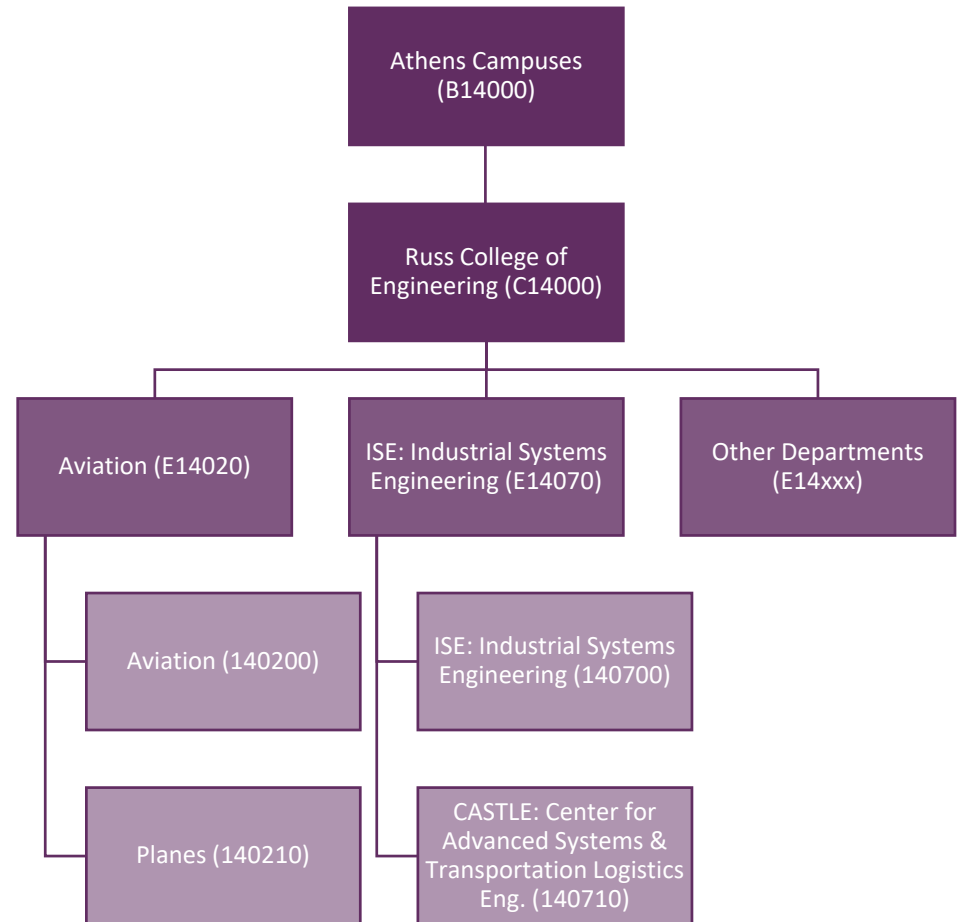 Athens Campuses
(B14000)
Russ College of
Engineering (C14000)
Aviation (E14020)
ISE: Industrial Systems
Engineering (E14070)
Other Departments
(E14xxx)
Aviation (140200)
ISE: Industrial Systems
Engineering (140700)
Planes (140210)
CASTLE: Center for
Advanced Systems &
Transportation Logistics
Eng. (140710)